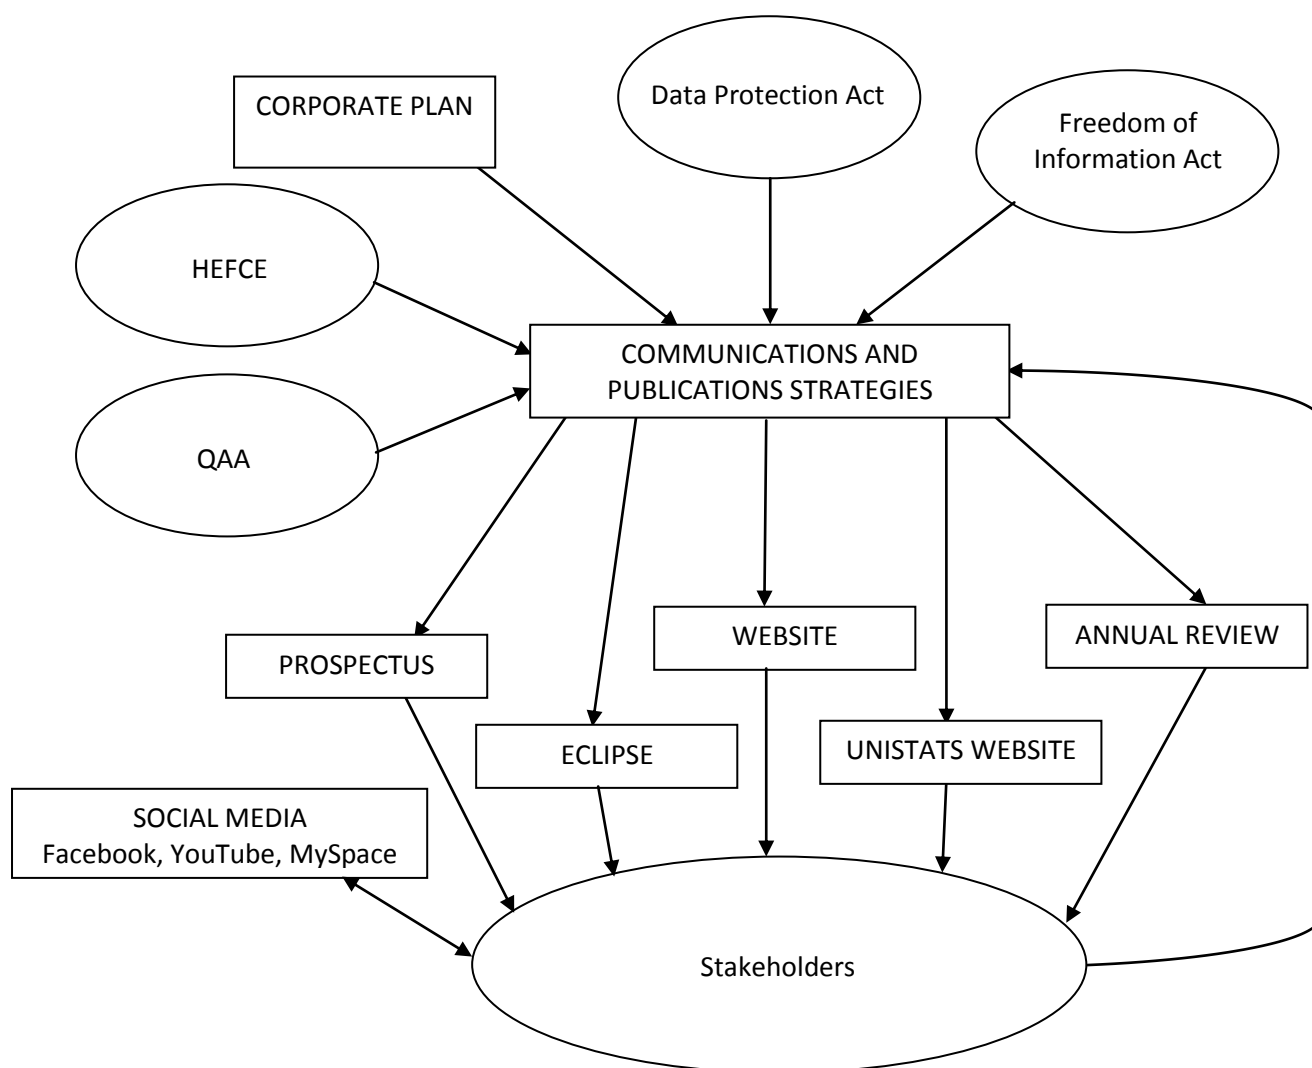 Data Protection Act
CORPORATE PLAN
Freedom of
Information Act
HEFCE
COMMUNICATIONS AND
PUBLICATIONS STRATEGIES
QAA
WEBSITE
ANNUAL REVIEW
PROSPECTUS
ECLIPSE
UNISTATS WEBSITE
SOCIAL MEDIA
Facebook, YouTube, MySpace
Stakeholders